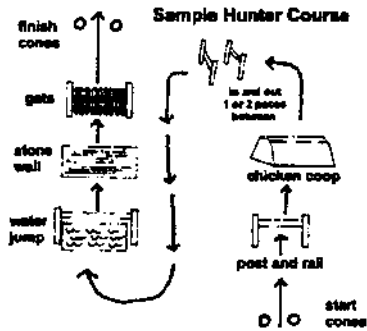 Sample Hunter Course
finish
cones
gate
stone
wall
water
jump
in and out
1 or 2 paces
between
chicken coop
post and rail
start
cones